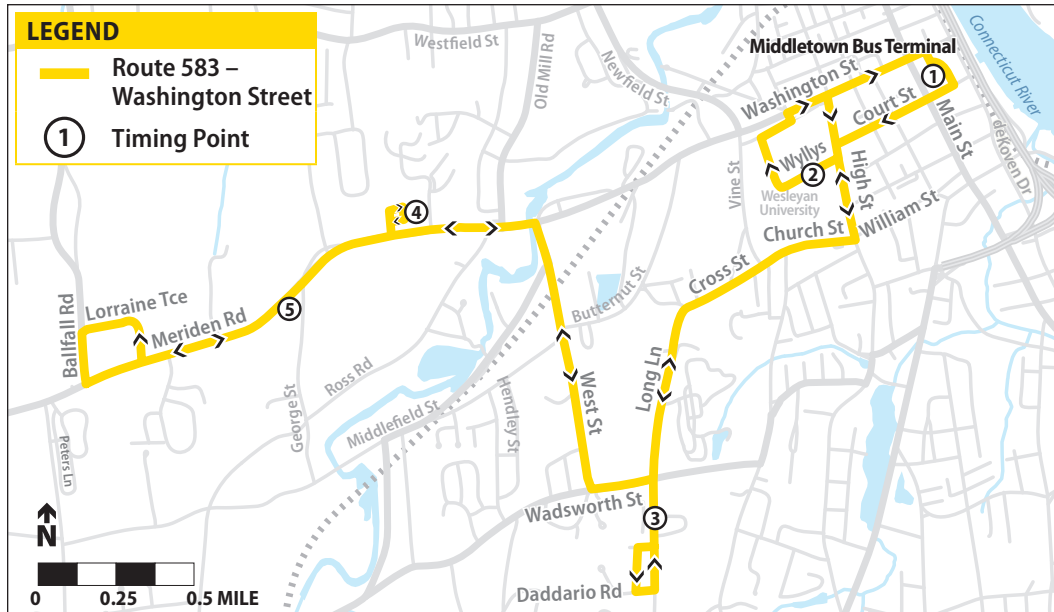 LEGEND
Route 583 –
Washington Street
1 Timing Point
Westfield St
Old Mill Rd
Newfield St
Middletown Bus Terminal
Connecticut River
Washington St
1
Court St
Main St
deKoven Dr
Wyllys
2
High St
Vine St
Wesleyan
University
William St
Church St
4
Cross St
Butternut St
5
Lorraine Tce
Meriden Rd
Ballfall Rd
Ross Rd
George St
Middlefield St
Hendley St
West St
Long Ln
Peters Ln
Wadsworth St
3
N
Daddario Rd
0 0.25 0.5 MILE